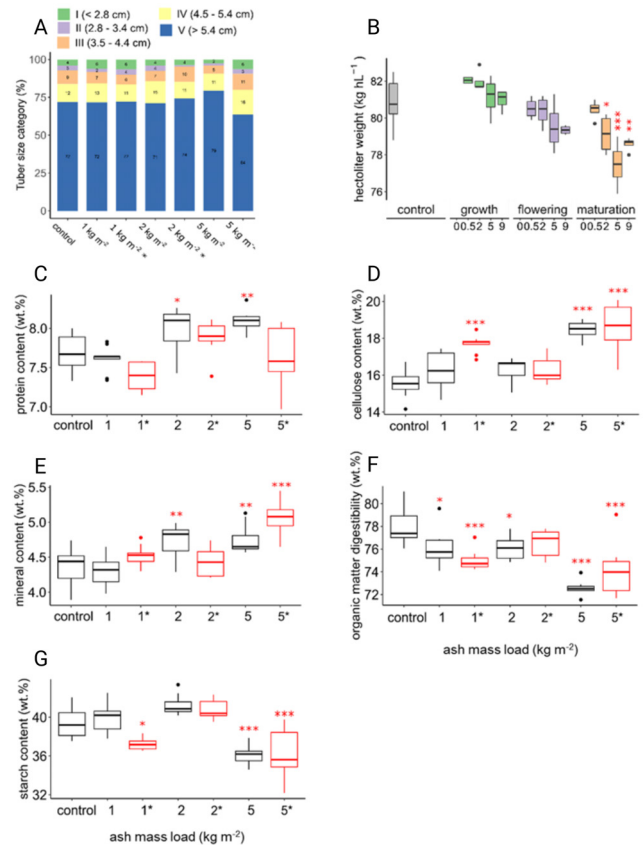 A
I (< 2.8 cm)
II (2.8 - 3.4 cm)
III (3.5 - 4.4 cm)
IV (4.5 - 5.4 cm)
V (> 5.4 cm)
Tuber size category (%)
100
75
50
25
0
control
1 kg m-2
1 kg m-2 *
2 kg m-2
2 kg m-2 *
5 kg m-2
B
hectoliter weight (kg hL-1)
82
80
78
76
*
***
**
control
growth
flowering
maturation
00.52 5 9
00.52 5 9
00.52 5 9
C
protein content (wt.%)
8.0
7.5
7.0
*
**
control 1 1* 2 2* 5 5*
D
cellulose content (wt.%)
20
18
16
14
***
***
***
control 1 1* 2 2* 5 5*
E
mineral content (wt.%)
5.5
5.0
4.5
4.0
**
**
***
control 1 1* 2 2* 5 5*
F
organic matter digestibility (wt.%)
80
78
76
74
72
*
***
*
***
***
control 1 1* 2 2* 5 5*
ash mass load (kg m-2)
G
starch content (wt.%)
40
36
32
*
***
***
control 1 1* 2 2* 5 5*
ash mass load (kg m-2)